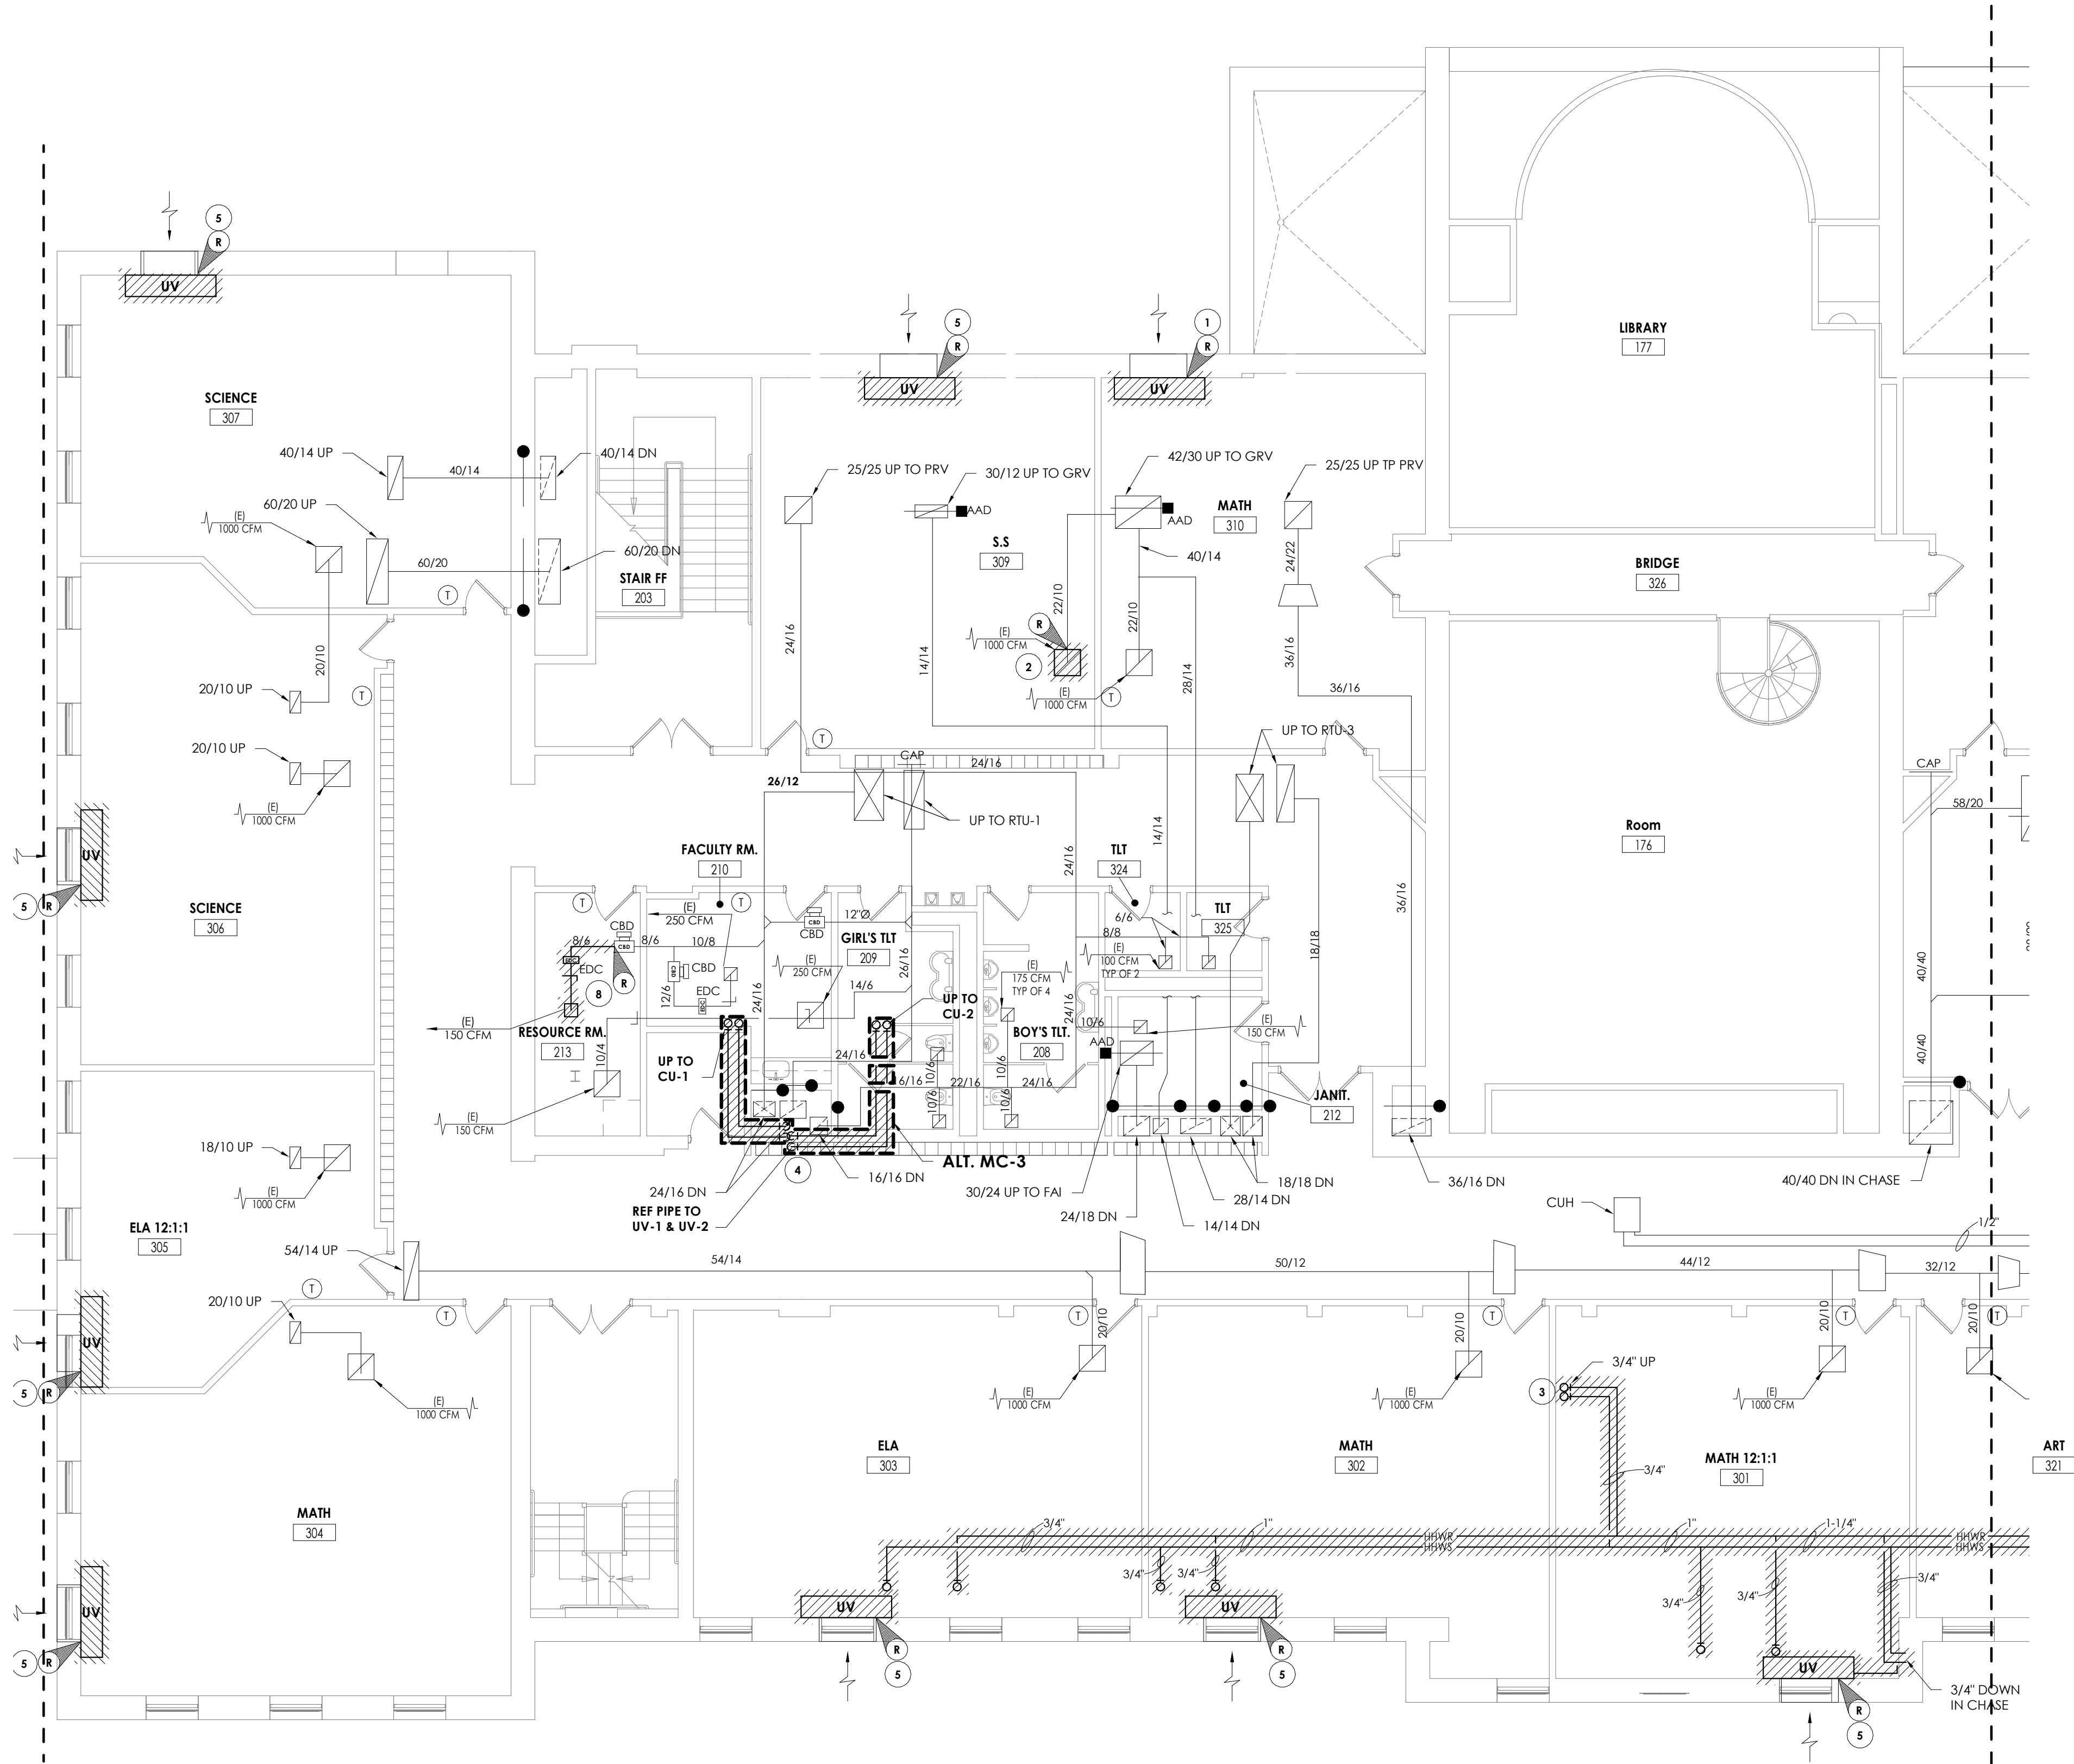 5
R
UV
SCIENCE
307
40/14 UP
40/14
40/14 DN
60/20 UP
(E)
1000 CFM
60/20
60/20 DN
STAIR FF
203
T
20/10
20/10 UP
T
20/10 UP
(E)
1000 CFM
UV
5
R
SCIENCE
306
18/10 UP
(E)
1000 CFM
ELA 12:1:1
305
54/14 UP
T
20/10 UP
T
UV
5
R
(E)
1000 CFM
MATH
304
UV
5
R
5
R
UV
1
R
UV
25/25 UP TO PRV
30/12 UP TO GRV
AAD
S.S
309
42/30 UP TO GRV
AAD
MATH
310
25/25 UP TP PRV
40/14
24/22
22/10
22/10
R
(E)
1000 CFM
2
(E)
1000 CFM
T
24/16
14/14
28/14
36/16
36/16
T
UP TO RTU-3
CAP
24/16
26/12
UP TO RTU-1
LIBRARY
177
BRIDGE
326
Room
176
CAP
58/20
40/40
40/40
36/16
FACULTY RM.
210
TLT
324
14/14
24/16
TLT
325
18/18
T
T
(E)
250 CFM
CBD
CBD
12"Ø
CBD
8/6
8/6
10/8
GIRL'S TLT
209
26/16
6/6
8/8
(E)
100 CFM
TYP OF 2
EDC
EDC
CBD
CBD
(E)
250 CFM
(E)
175 CFM
TYP OF 4
8
R
12/6
EDC
EDC
24/16
14/6
UP TO
CU-2
24/16
10/6
(E)
150 CFM
(E)
150 CFM
RESOURCE RM.
213
10/4
UP TO
CU-1
24/16
BOY'S TLT.
208
AAD
10/6
10/6
16/16
22/16
24/16
10/6
10/6
(E)
150 CFM
JANIT.
212
4
ALT. MC-3
16/16 DN
24/16 DN
REF PIPE TO
UV-1 & UV-2
30/24 UP TO FAI
24/18 DN
14/14 DN
28/14 DN
18/18 DN
36/16 DN
40/40 DN IN CHASE
CUH
1/2"
54/14
50/12
44/12
32/12
T
20/10
T
20/10
T
20/10
T
20/10
(E)
1000 CFM
(E)
1000 CFM
3
3/4" UP
(E)
1000 CFM
ELA
303
MATH
302
MATH 12:1:1
301
ART
321
3/4"
3/4"
1"
HHWR
HHWS
1"
1-1/4"
HHWR
HHWS
3/4"
3/4"
3/4"
3/4"
3/4"
UV
UV
UV
R
5
R
5
R
5
3/4" DOWN
IN CHASE